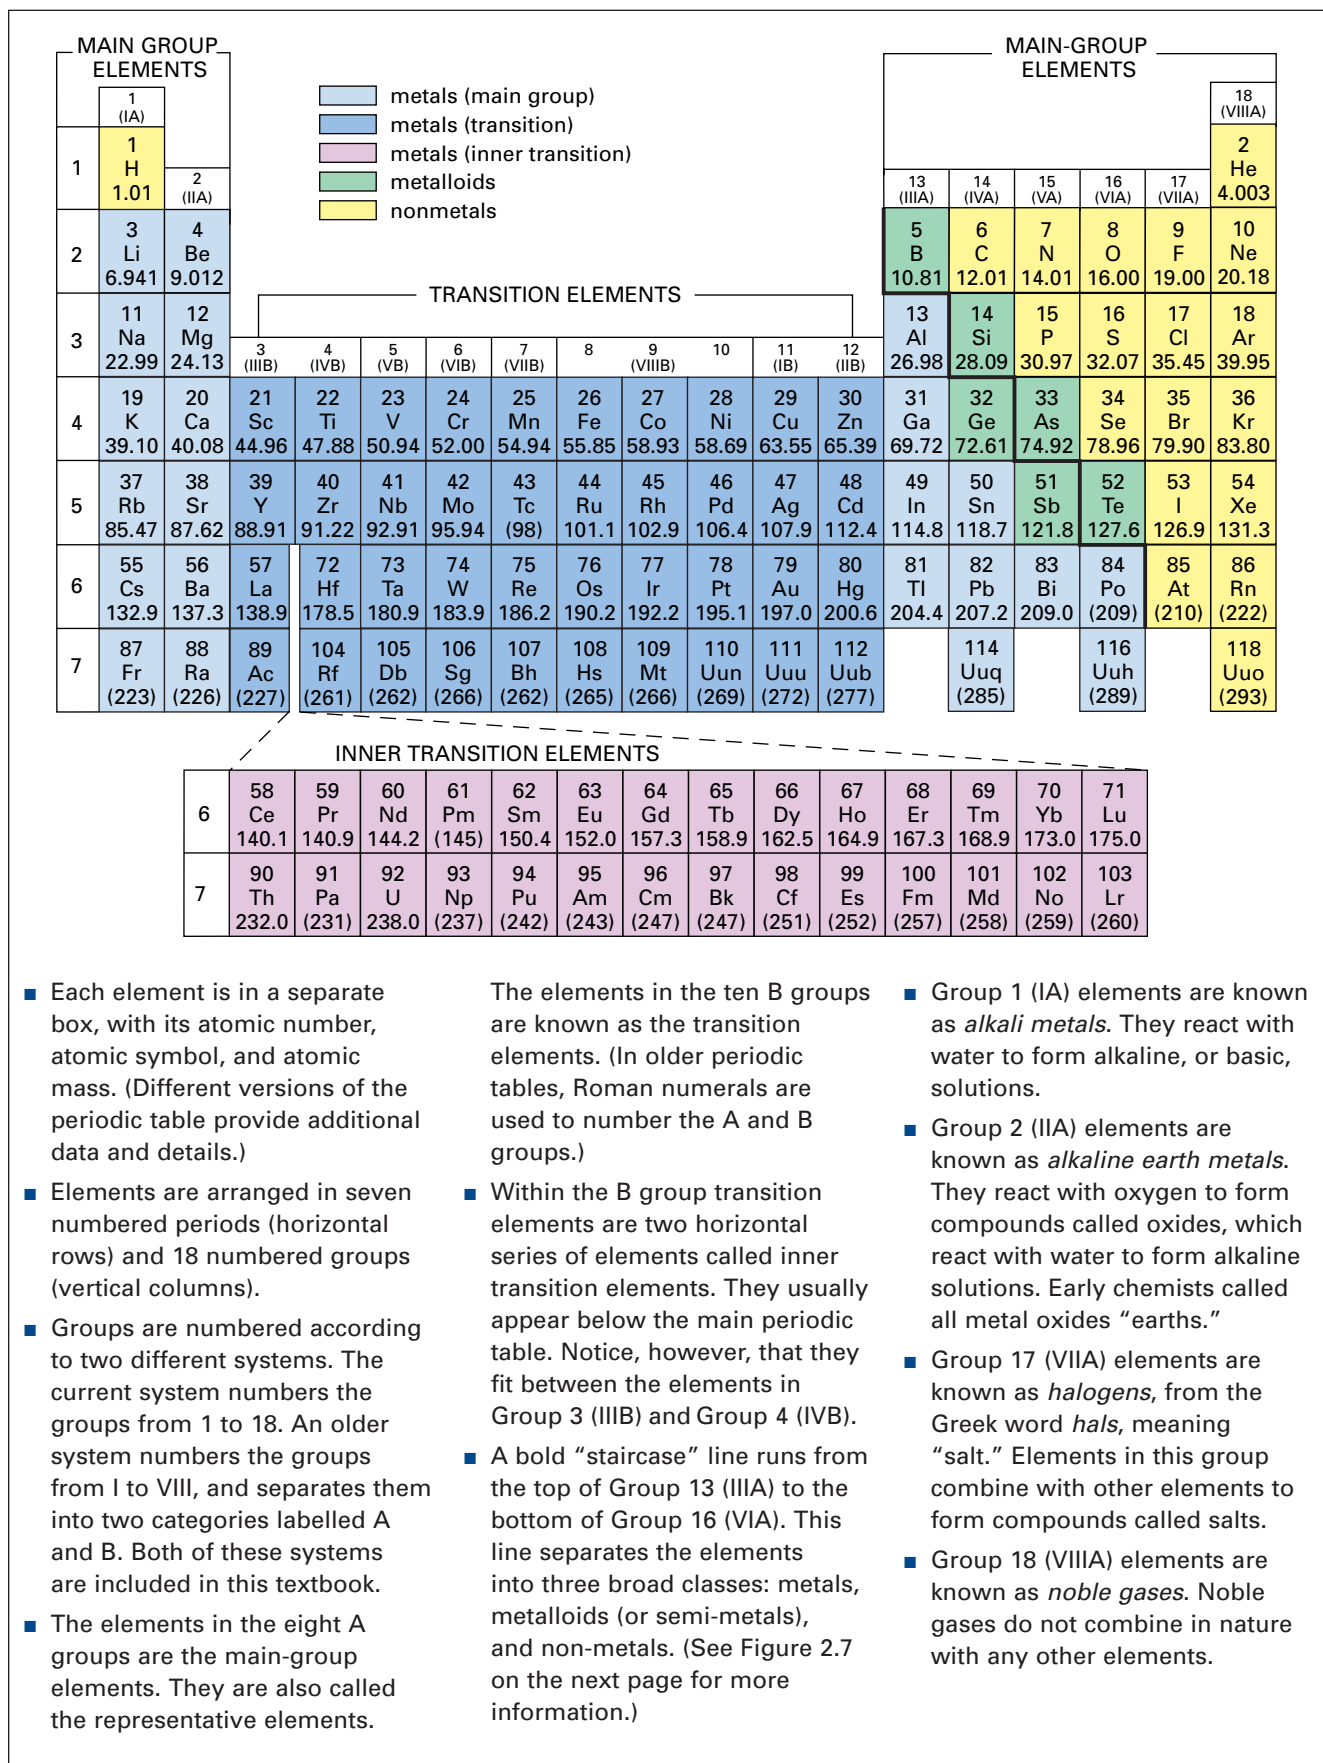 MAIN GROUP
ELEMENTS
MAIN-GROUP
ELEMENTS
metals (main group)
metals (transition)
metals (inner transition)
metalloids
nonmetals
1
(IA)
18
(VIIIA)
1
1
H
1.01
2
He
4.003
2
(IIA)
13
(IIIA)
14
(IVA)
15
(VA)
16
(VIA)
17
(VIIA)
3 4 5 6 7 8 9 10
2 Li Be B C N O F Ne
6.941 9.012 10.81 12.01 14.01 16.00 19.00 20.18
TRANSITION ELEMENTS
11 12 13 14 15 16 17 18
3 Na Mg Al Si P S Cl Ar
22.99 24.13 26.98 28.09 30.97 32.07 35.45 39.95
3 4 5 6 7 8 9 10 11 12
(IIIB) (IVB) (VB) (VIB) (VIIB) (VIIIB) (IB) (IIB)
19 20 21 22 23 24 25 26 27 28 29 30 31 32 33 34 35 36
4 K Ca Sc Ti V Cr Mn Fe Co Ni Cu Zn Ga Ge As Se Br Kr
39.10 40.08 44.96 47.88 50.94 52.00 54.94 55.85 58.93 58.69 63.55 65.39 69.72 72.61 74.92 78.96 79.90 83.80
37 38 39 40 41 42 43 44 45 46 47 48 49 50 51 52 53 54
5 Rb Sr Y Zr Nb Mo Tc Ru Rh Pd Ag Cd In Sn Sb Te I Xe
85.47 87.62 88.91 91.22 92.91 95.94 (98) 101.1 102.9 106.4 107.9 112.4 114.8 118.7 121.8 127.6 126.9 131.3
55 56 57 72 73 74 75 76 77 78 79 80 81 82 83 84 85 86
6 Cs Ba La Hf Ta W Re Os Ir Pt Au Hg Tl Pb Bi Po At Rn
132.9 137.3 138.9 178.5 180.9 183.9 186.2 190.2 192.2 195.1 197.0 200.6 204.4 207.2 209.0 (209) (210) (222)
87 88 89 104 105 106 107 108 109 110 111 112 114 116 118
7 Fr Ra Ac Rf Db Sg Bh Hs Mt Uun Uuu Uub Uuq Uuh Uuo
(223) (226) (227) (261) (262) (266) (262) (265) (266) (269) (272) (277) (285) (289) (293)
INNER TRANSITION ELEMENTS
58 59 60 61 62 63 64 65 66 67 68 69 70 71
6 Ce Pr Nd Pm Sm Eu Gd Tb Dy Ho Er Tm Yb Lu
140.1 140.9 144.2 (145) 150.4 152.0 157.3 158.9 162.5 164.9 167.3 168.9 173.0 175.0
90 91 92 93 94 95 96 97 98 99 100 101 102 103
7 Th Pa U Np Pu Am Cm Bk Cf Es Fm Md No Lr
232.0 (231) 238.0 (237) (242) (243) (247) (247) (251) (252) (257) (258) (259) (260)
■ Each element is in a separate
box, with its atomic number,
atomic symbol, and atomic
mass. (Different versions of the
periodic table provide additional
data and details.)
■ Elements are arranged in seven
numbered periods (horizontal
rows) and 18 numbered groups
(vertical columns).
■ Groups are numbered according
to two different systems. The
current system numbers the
groups from 1 to 18. An older
system numbers the groups
from I to VIII, and separates them
into two categories labelled A
and B. Both of these systems
are included in this textbook.
■ The elements in the eight A
groups are the main-group
elements. They are also called
the representative elements.
The elements in the ten B groups
are known as the transition
elements. (In older periodic
tables, Roman numerals are
used to number the A and B
groups.)
■ Within the B group transition
elements are two horizontal
series of elements called inner
transition elements. They usually
appear below the main periodic
table. Notice, however, that they
fit between the elements in
Group 3 (IIIB) and Group 4 (IVB).
■ A bold “staircase” line runs from
the top of Group 13 (IIIA) to the
bottom of Group 16 (VIA). This
line separates the elements
into three broad classes: metals,
metalloids (or semi-metals),
and non-metals. (See Figure 2.7
on the next page for more
information.)
■ Group 1 (IA) elements are known
as alkali metals. They react with
water to form alkaline, or basic,
solutions.
■ Group 2 (IIA) elements are
known as alkaline earth metals.
They react with oxygen to form
compounds called oxides, which
react with water to form alkaline
solutions. Early chemists called
all metal oxides “earths.”
■ Group 17 (VIIA) elements are
known as halogens, from the
Greek word hals, meaning
“salt.” Elements in this group
combine with other elements to
form compounds called salts.
■ Group 18 (VIIIA) elements are
known as noble gases. Noble
gases do not combine in nature
with any other elements.